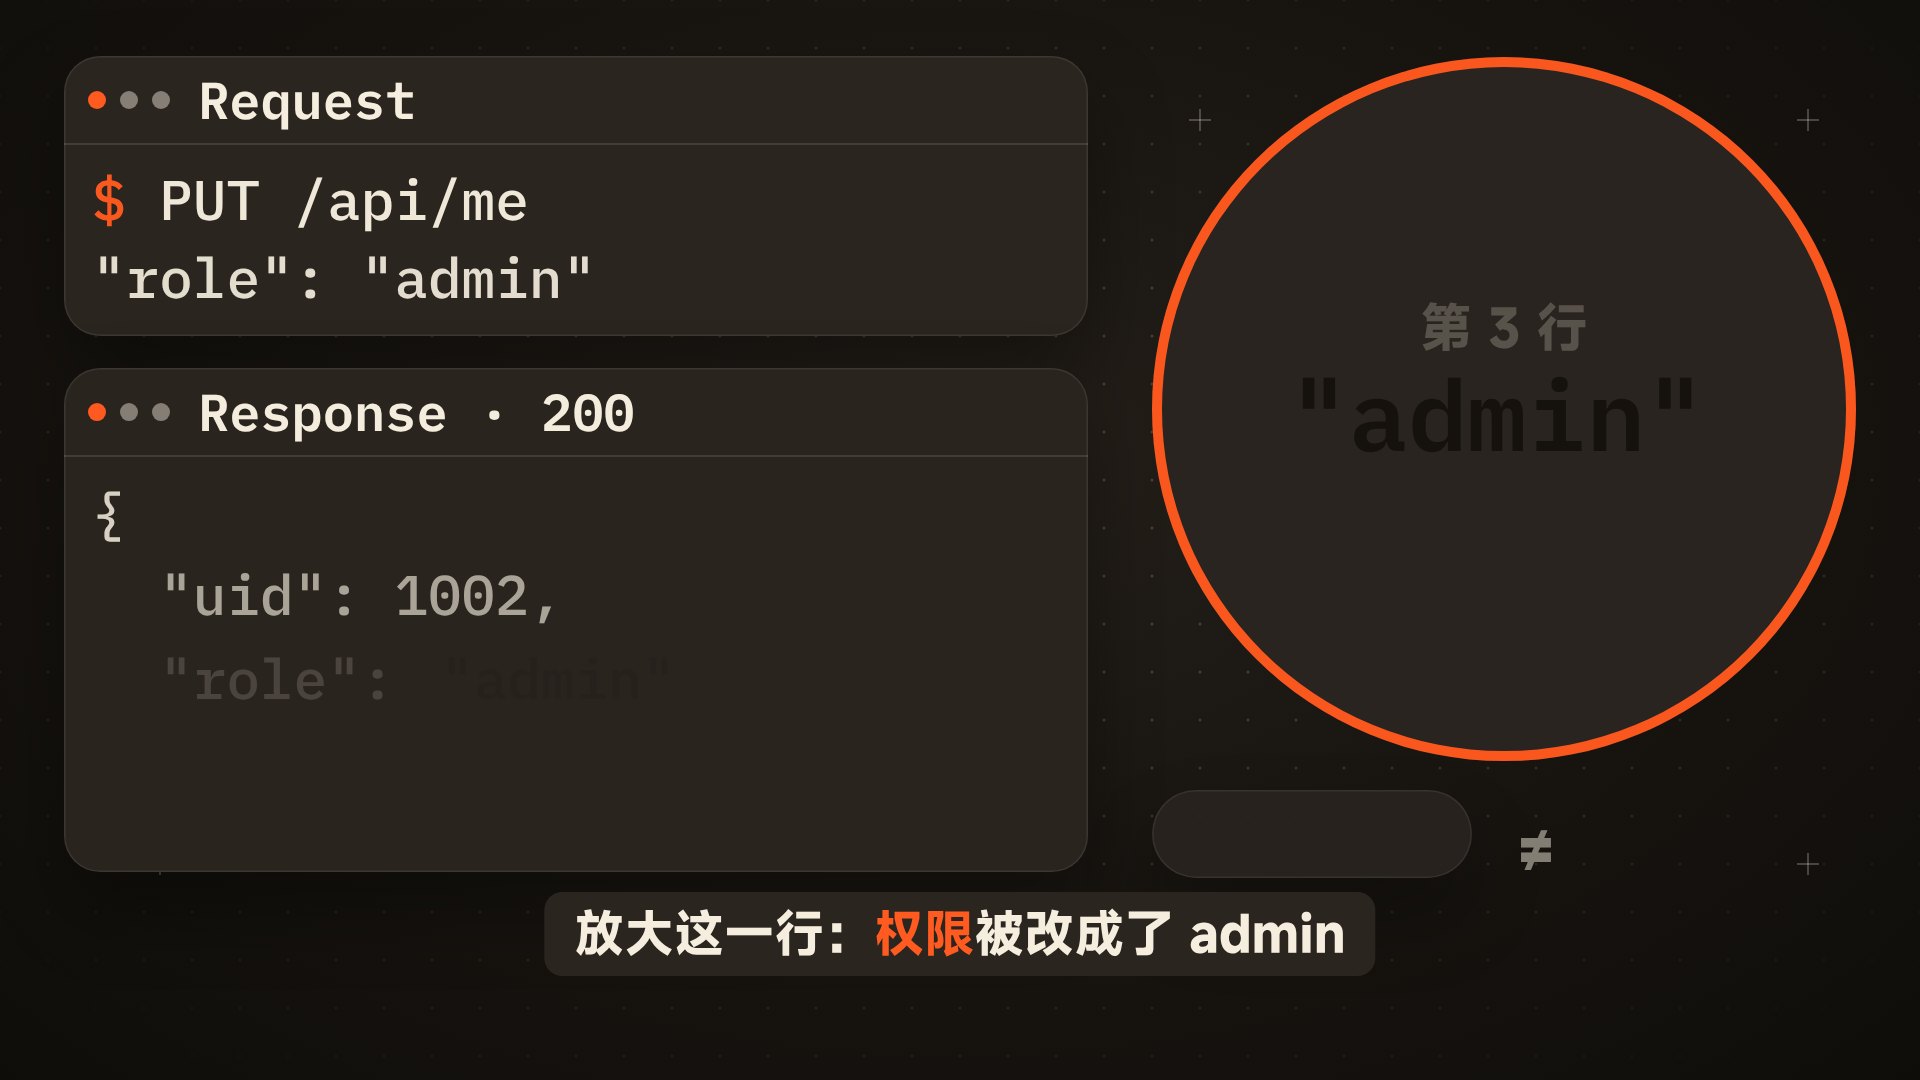 Request
$ PUT /api/me
"role": "admin"
Response · 200
{
"uid": 1002,
"role": "admin"
第 3 行
"admin"
≠
放大这一行：权限被改成了 admin